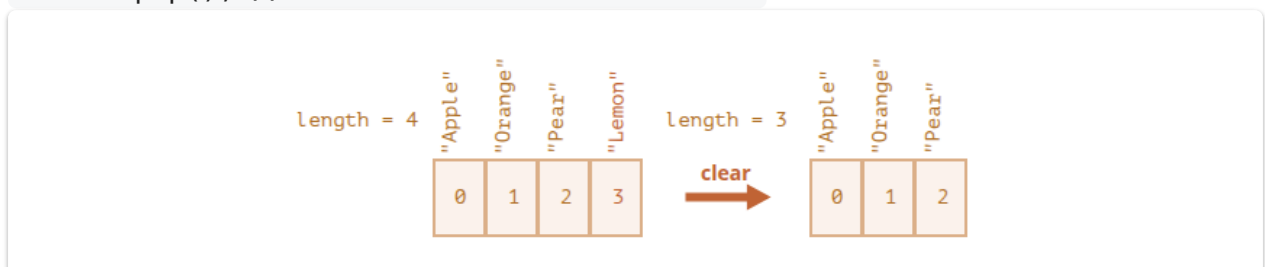 length = 4 "Apple" "Orange" "Pear" "Lemon" length = 3 "Apple" "Orange" "Pear"
clear
0 1 2 3 0 1 2